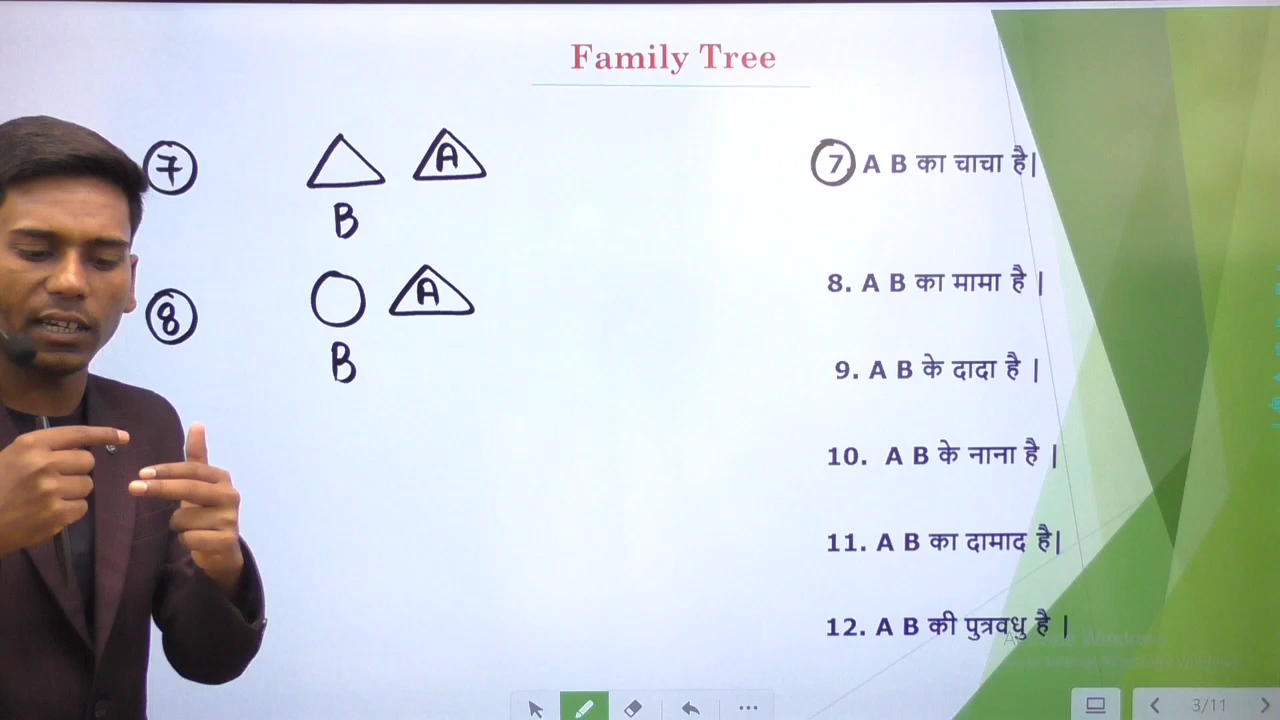 Family Tree
7 A B
A B का चाचा है|
7
B
8. A B का मामा है |
8 A
B
9. A B के दादा है |
10. A B के नाना है |
11. A B का दामाद है|
12. A B की पुत्रवधु है |
3/11